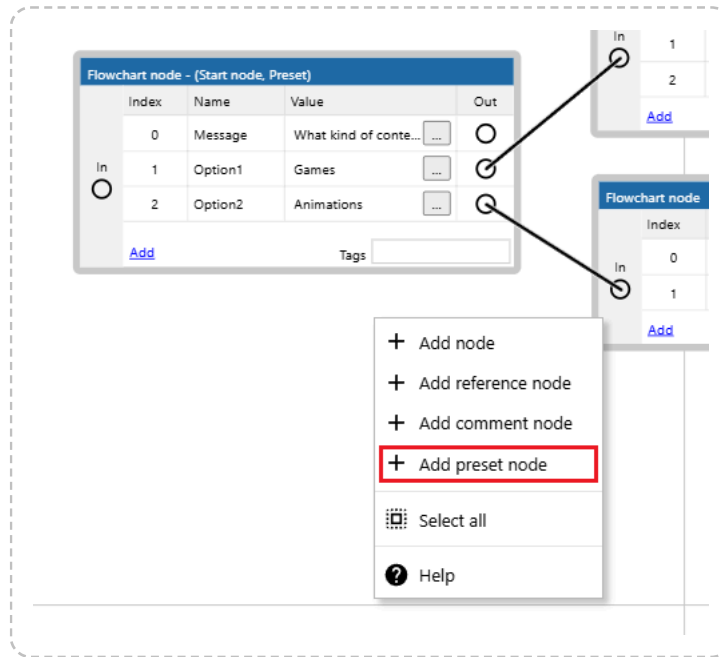 In
1
2
Add
Flowchart node - (Start node, Preset)
Index Name Value Out
0 Message What kind of conte... ...
In
1 Option1 Games ...
2 Option2 Animations ...
Add Tags
Flowchart node
Index
0
In
1
Add
+ Add node
+ Add reference node
+ Add comment node
+ Add preset node
Select all
? Help